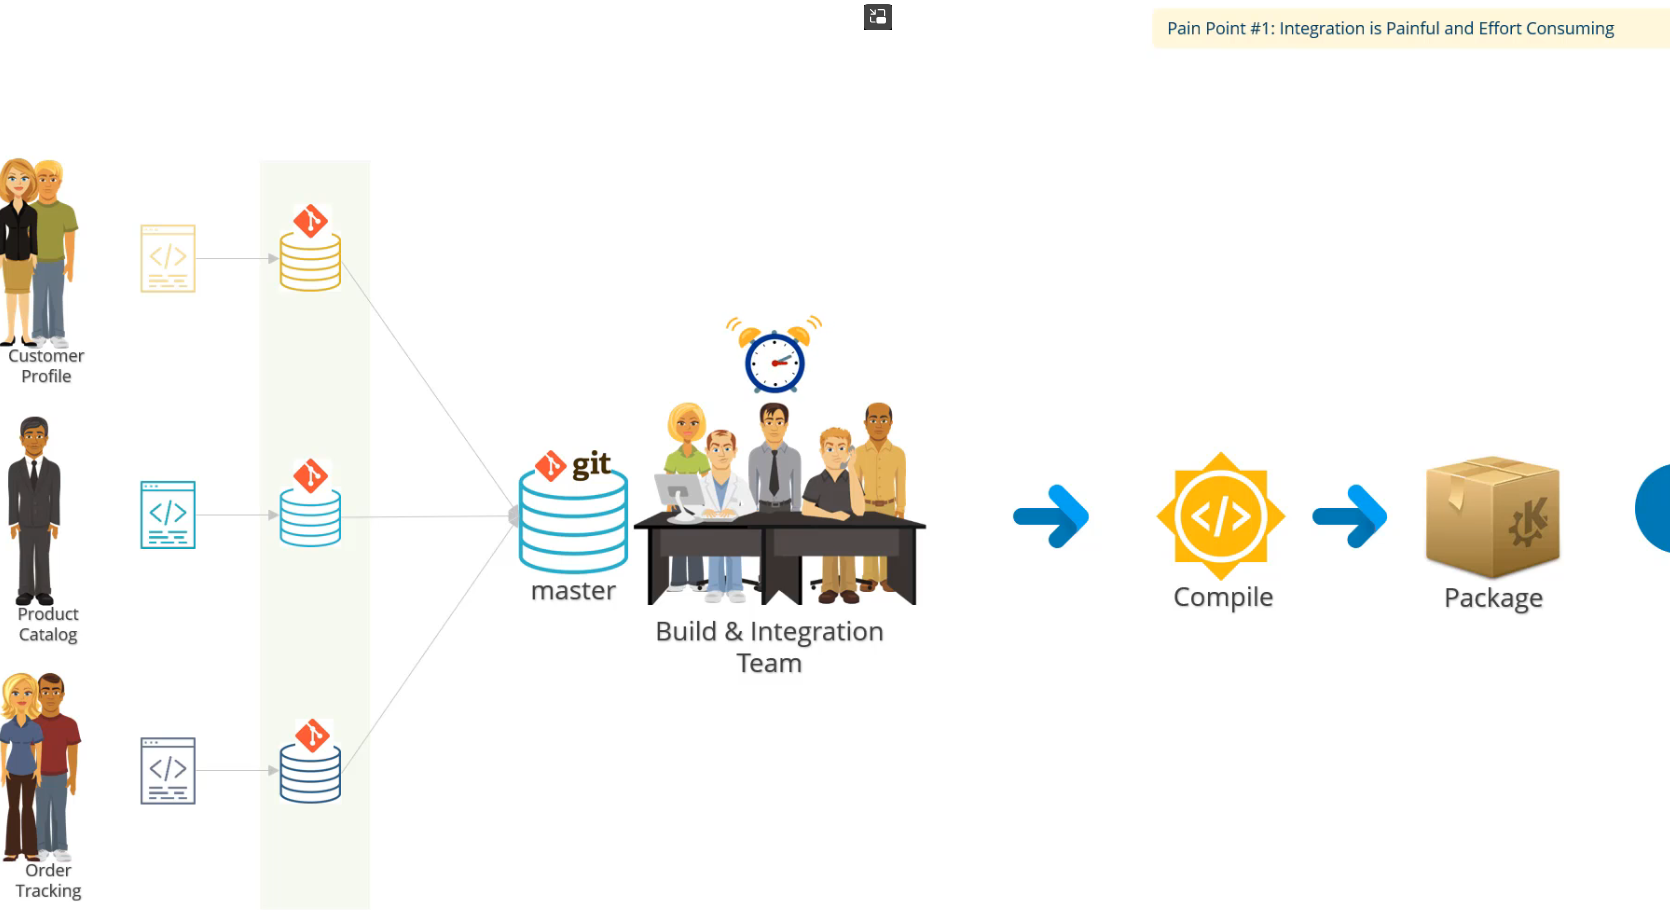 Pain Point #1: Integration is Painful and Effort Consuming
</>
Customer
Profile
git
</>
Product
Catalog
master
Build & Integration
Team
</>
Compile
K
Package
</>
Order
Tracking